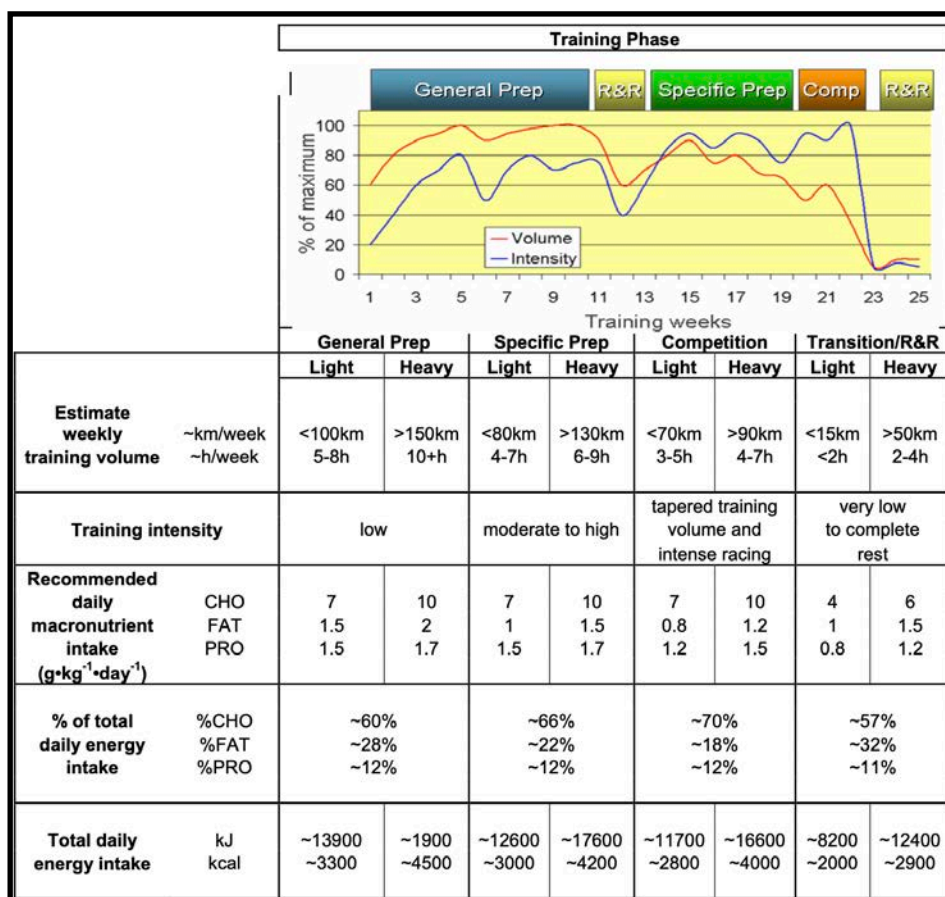 Training Phase
General Prep R&R Specific Prep Comp R&R
100
80
60
40
20
0
% of maximum
Volume
Intensity
1 3 5 7 9 11 13 15 17 19 21 23 25
Training weeks
General Prep Specific Prep Competition Transition/R&R
Light Heavy Light Heavy Light Heavy Light Heavy
Estimate
weekly ~km/week <100km >150km <80km >130km <70km >90km <15km >50km
training volume ~h/week 5-8h 10+h 4-7h 6-9h 3-5h 4-7h <2h 2-4h
Training intensity low moderate to high tapered training volume and intense racing very low to complete rest
Recommended
daily CHO 7 10 7 10 7 10 4 6
macronutrient FAT 1.5 2 1 1.5 0.8 1.2 1 1.5
intake PRO 1.5 1.7 1.5 1.7 1.2 1.5 0.8 1.2
(g•kg⁻¹•day⁻¹)
% of total %CHO ~60% ~66% ~70% ~57%
daily energy %FAT ~28% ~22% ~18% ~32%
intake %PRO ~12% ~12% ~12% ~11%
Total daily kJ ~13900 ~1900 ~12600 ~17600 ~11700 ~16600 ~8200 ~12400
energy intake kcal ~3300 ~4500 ~3000 ~4200 ~2800 ~4000 ~2000 ~2900